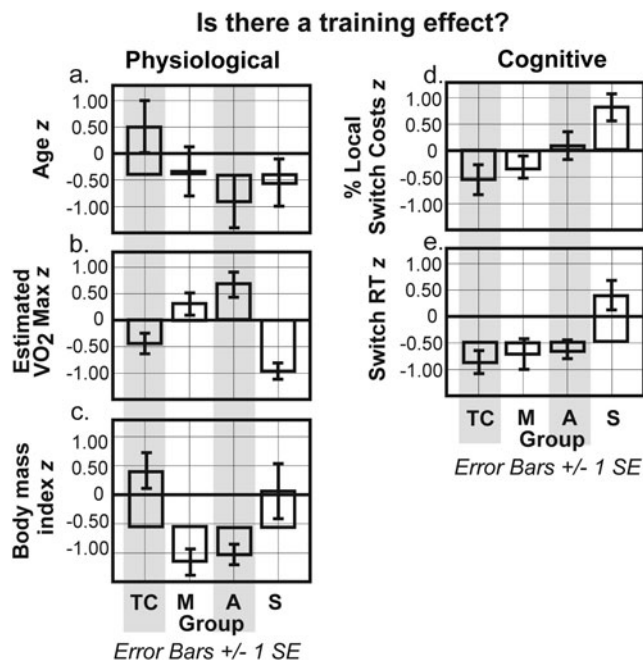 Is there a training effect?
Physiological
Cognitive
a.
Age z
1.00
0.50
0
-0.50
-1.00
b.
Estimated
VO2 Max z
1.00
0.50
0
-0.50
-1.00
c.
Body mass
index z
1.00
0.50
0
-0.50
-1.00
TC M A S
Group
Error Bars +/- 1 SE
d.
% Local
Switch Costs z
1.00
0.50
0
-0.50
-1.00
e.
Switch RT z
1.00
0.50
0
-0.50
-1.00
TC M A S
Group
Error Bars +/- 1 SE